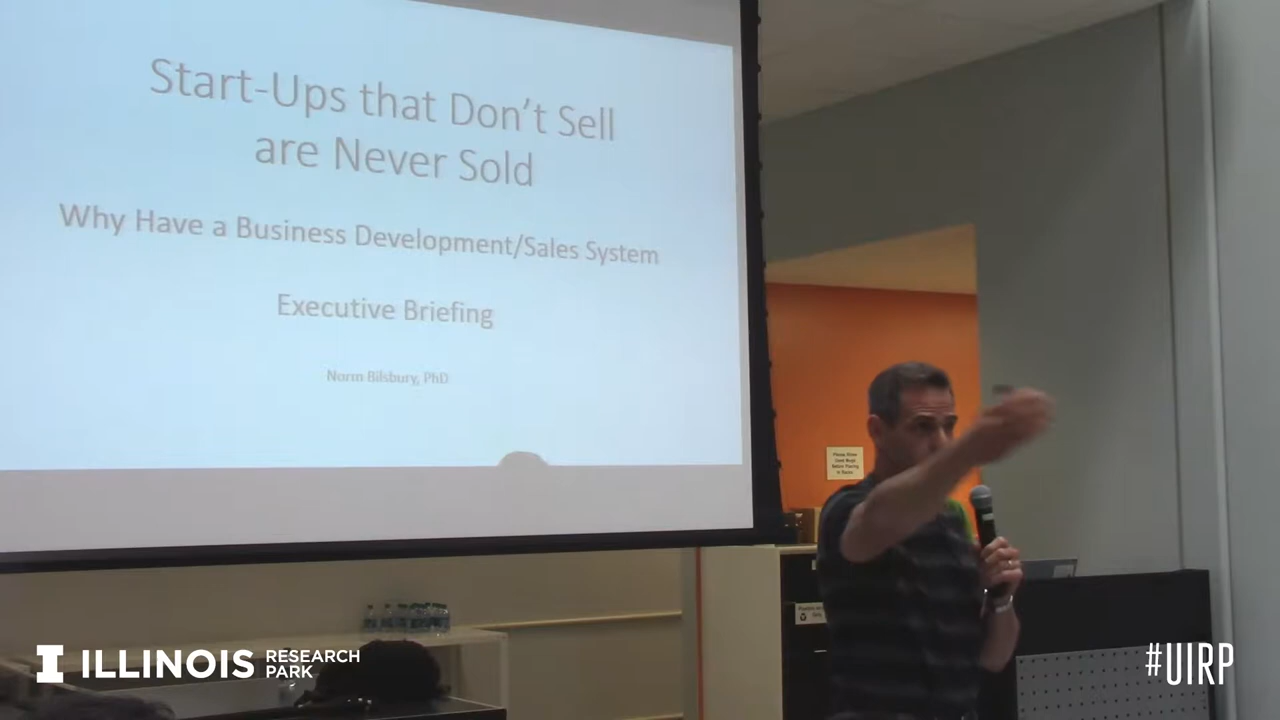 Start-Ups that Don't Sell
are Never Sold
Why Have a Business Development/Sales System
Executive Briefing
Norm Bilsbury, PhD
ILLINOIS RESEARCH
PARK
#UIRP